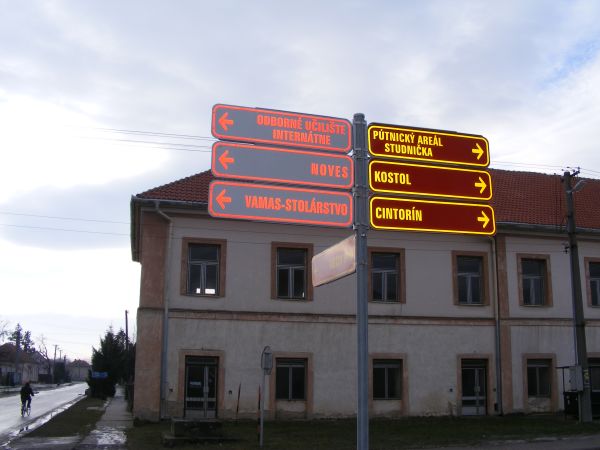 ODBORNÉ UČILIŠTE
INTERNÁTNE
NOVES
VAMAS-STOLÁRSTVO
PÚTNICKÝ AREÁL
STUDNIČKA
KOSTOL
CINTORÍN